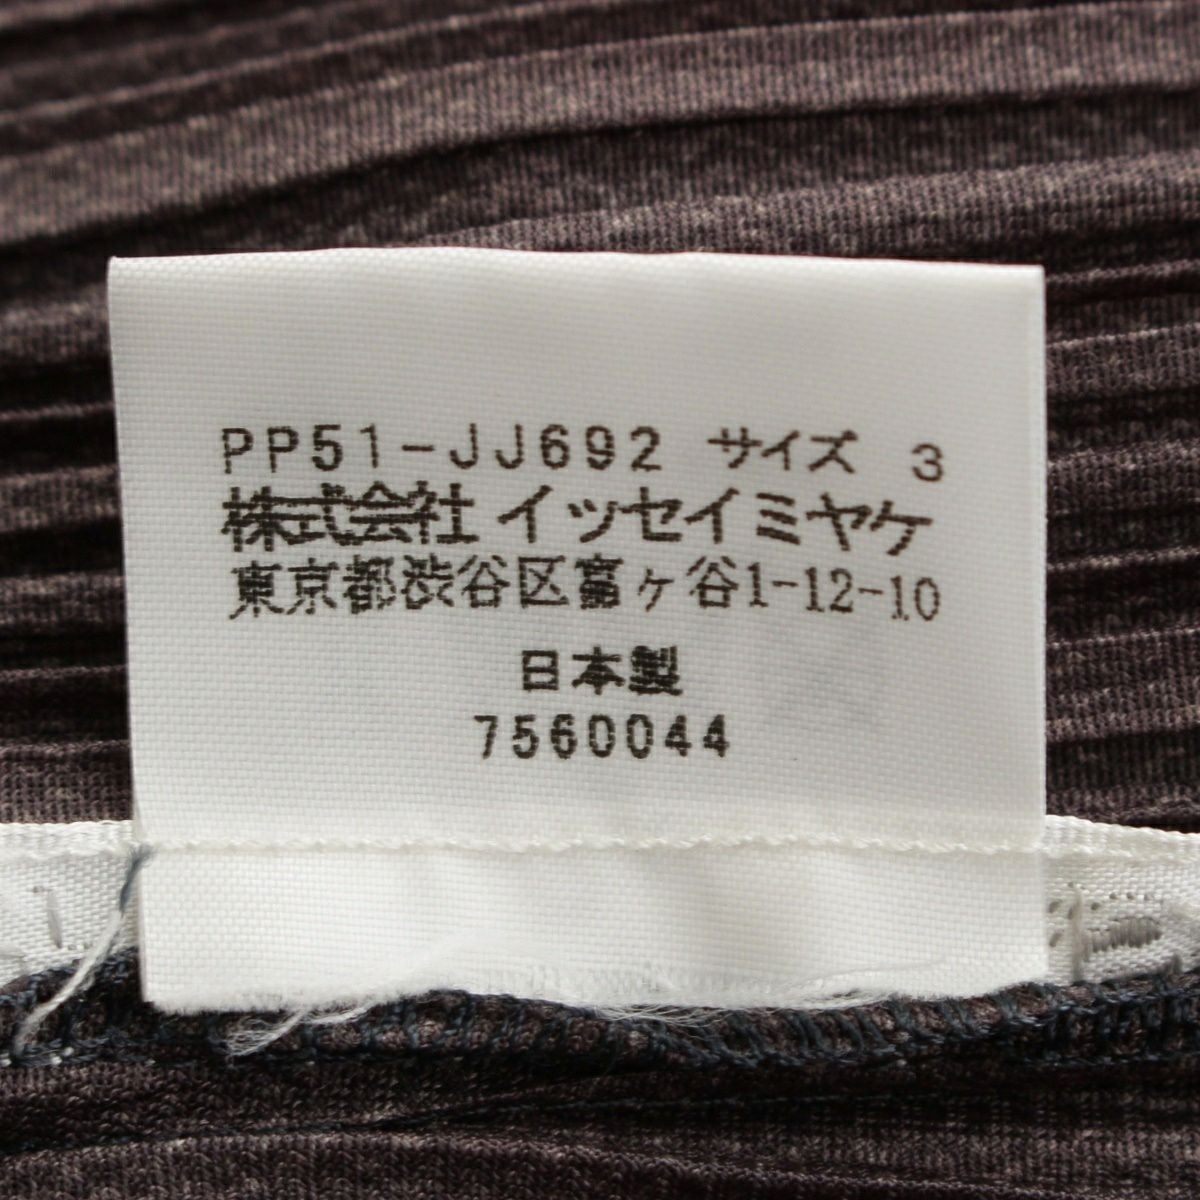 PP51-JJ692 サイズ 3
株式会社 イッセイミヤケ
東京都渋谷区富ヶ谷1-12-10
日本製
7560044